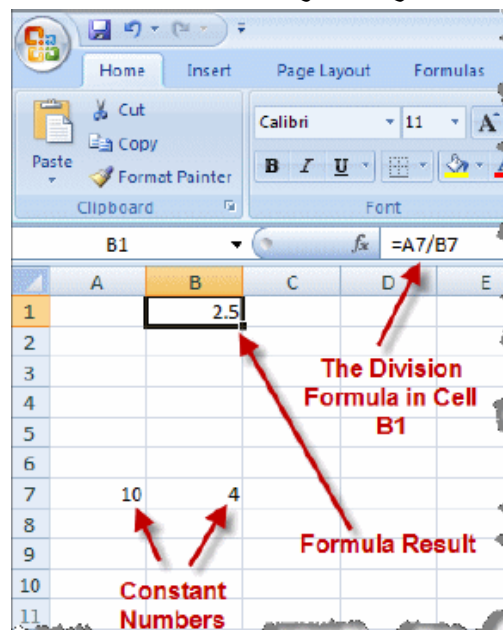 Home Insert Page Layout Formulas
Cut
Copy
Paste
Format Painter
Clipboard
Calibri 11 A
B I U A
Font
B1 fx =A7/B7
A B C D E
1 2.5
2
3 The Division
4 Formula in Cell
5 B1
6
7 10 4
8
9 Formula Result
10 Constant
11 Numbers